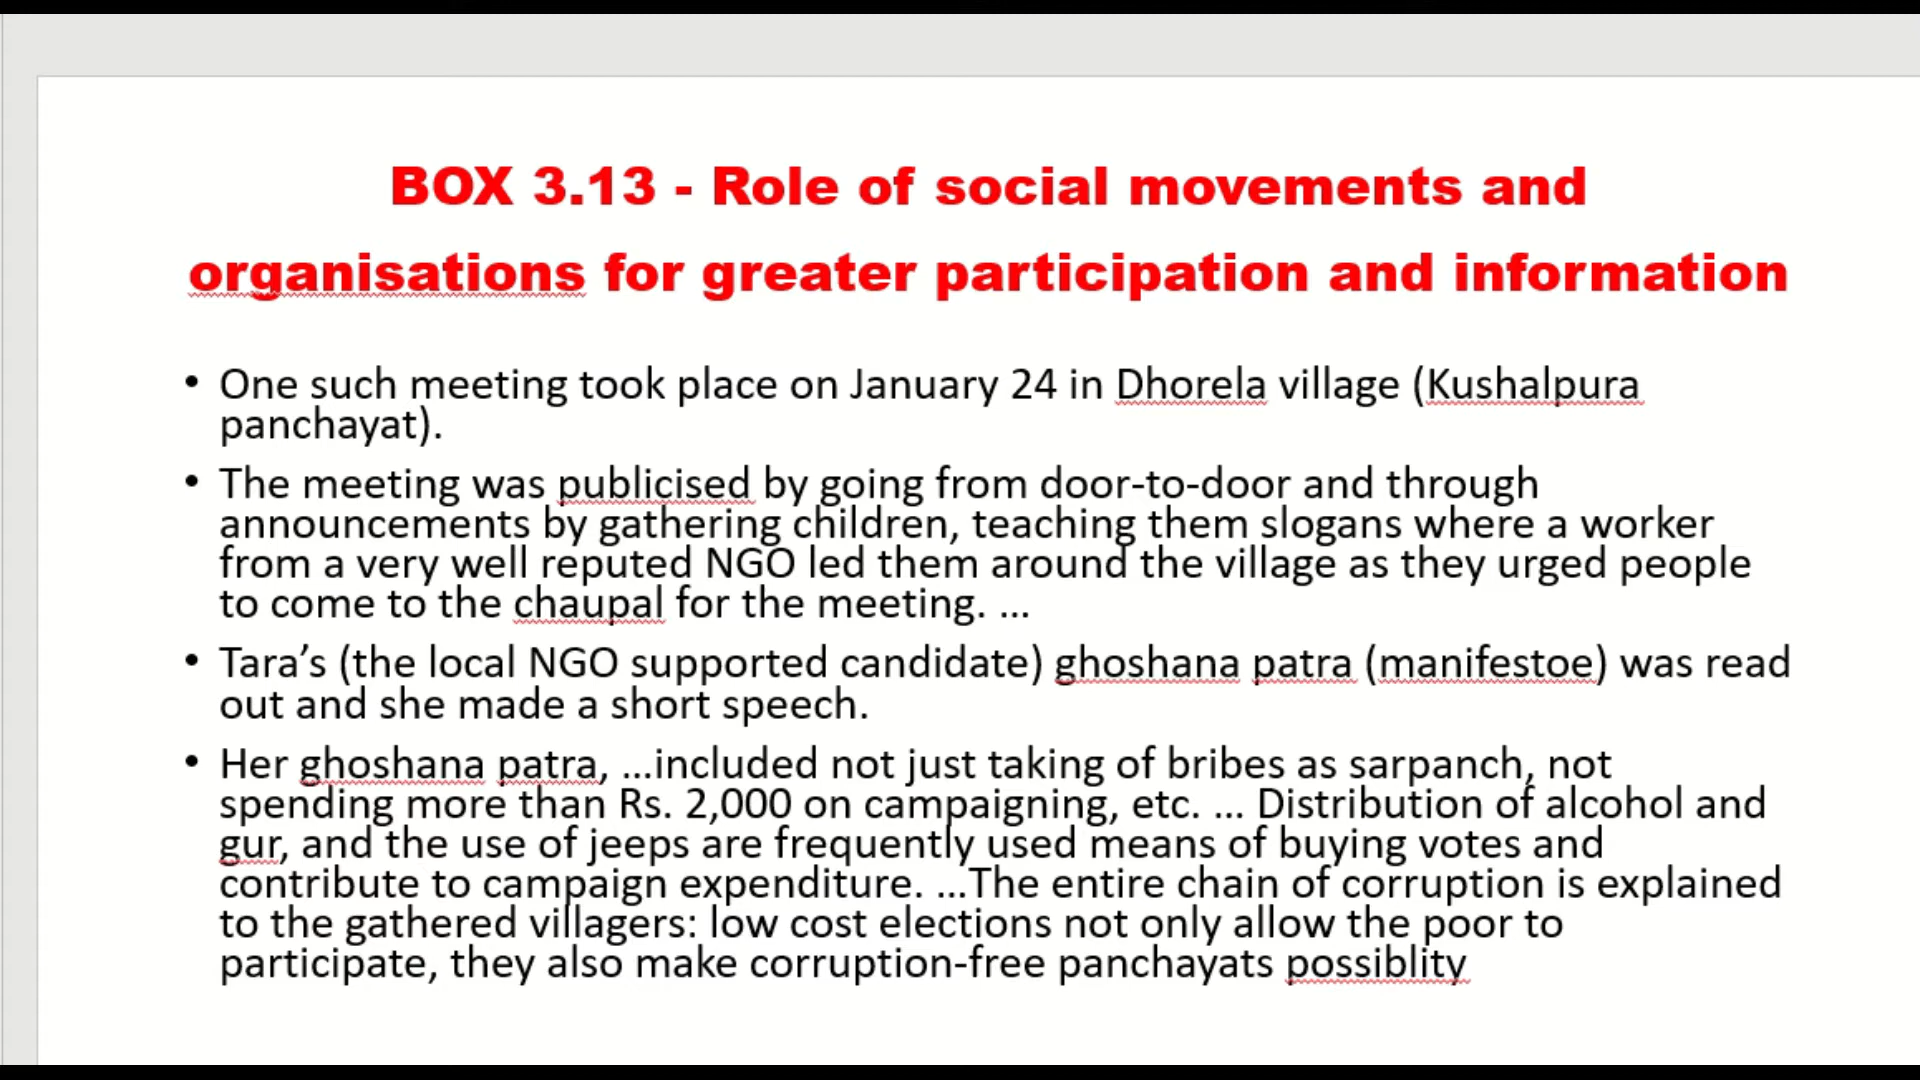 BOX 3.13 - Role of social movements and
organisations for greater participation and information
• One such meeting took place on January 24 in Dhorela village (Kushalpura
panchayat).
• The meeting was publicised by going from door-to-door and through
announcements by gathering children, teaching them slogans where a worker
from a very well reputed NGO led them around the village as they urged people
to come to the chaupal for the meeting. ...
• Tara’s (the local NGO supported candidate) ghoshana patra (manifestoe) was read
out and she made a short speech.
• Her ghoshana patra, ...included not just taking of bribes as sarpanch, not
spending more than Rs. 2,000 on campaigning, etc. ... Distribution of alcohol and
gur, and the use of jeeps are frequently used means of buying votes and
contribute to campaign expenditure. ...The entire chain of corruption is explained
to the gathered villagers: low cost elections not only allow the poor to
participate, they also make corruption-free panchayats possiblity